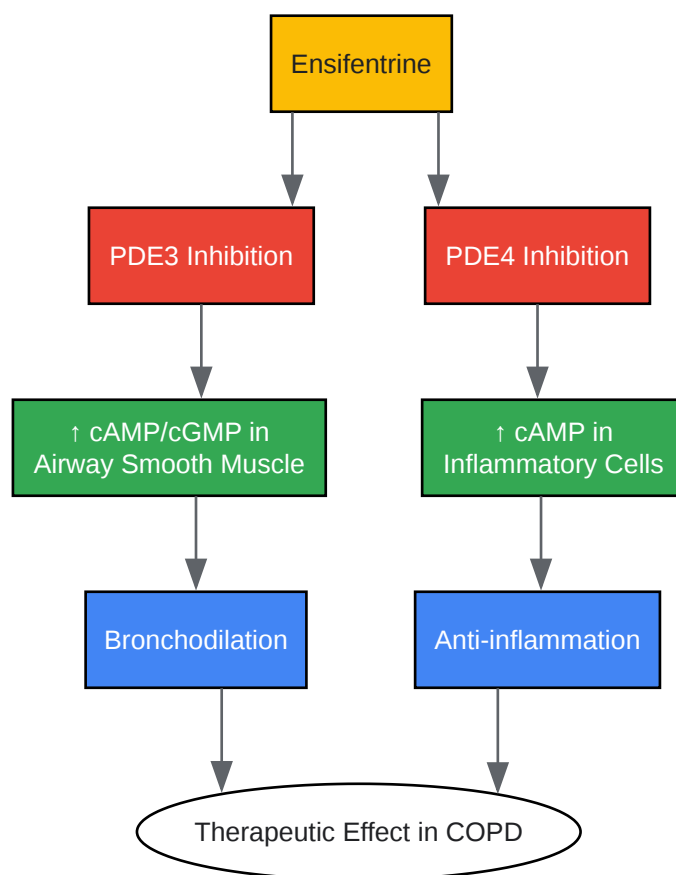 Ensifentrine
PDE3 Inhibition
PDE4 Inhibition
↑ cAMP/cGMP in
Airway Smooth Muscle
↑ cAMP in
Inflammatory Cells
Bronchodilation
Anti-inflammation
Therapeutic Effect in COPD